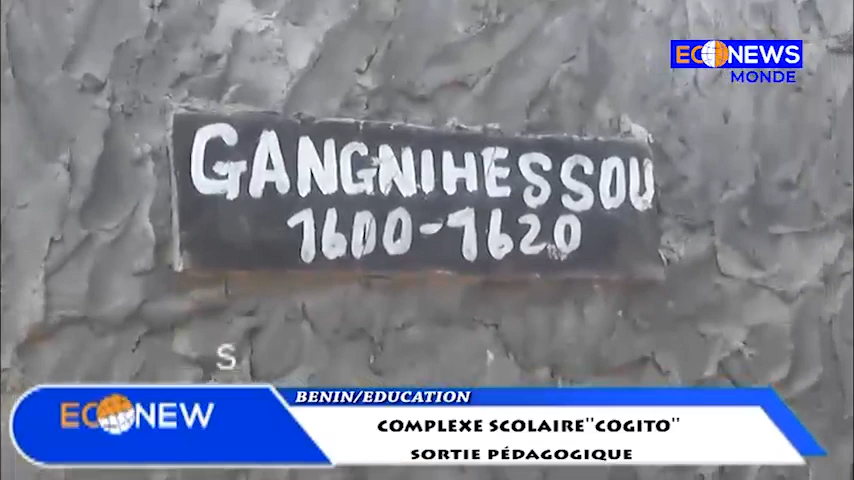 ECONEWS
MONDE
GANGNIHESSOU
1600-1620
S
BENIN/EDUCATION
ECONEW
COMPLEXE SCOLAIRE"COGITO"
SORTIE PÉDAGOGIQUE